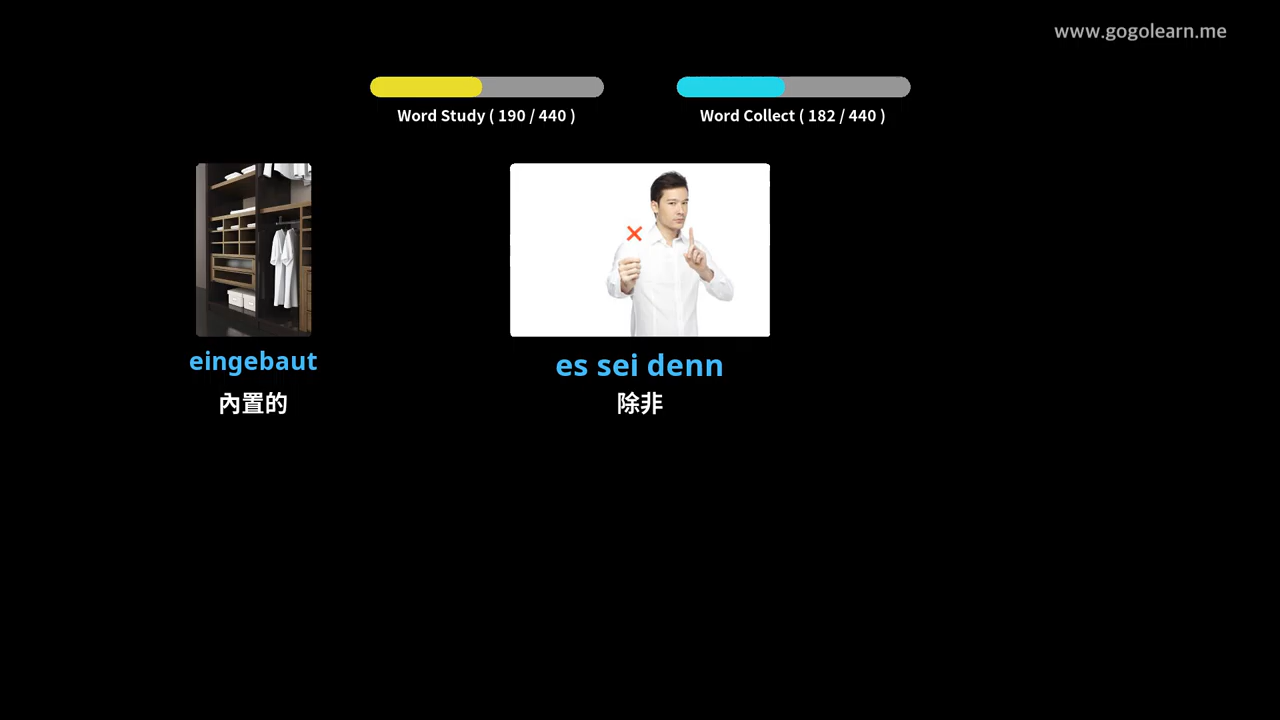 www.gogolearn.me
Word Study ( 190 / 440 )
Word Collect ( 182 / 440 )
eingebaut
內置的
es sei denn
除非